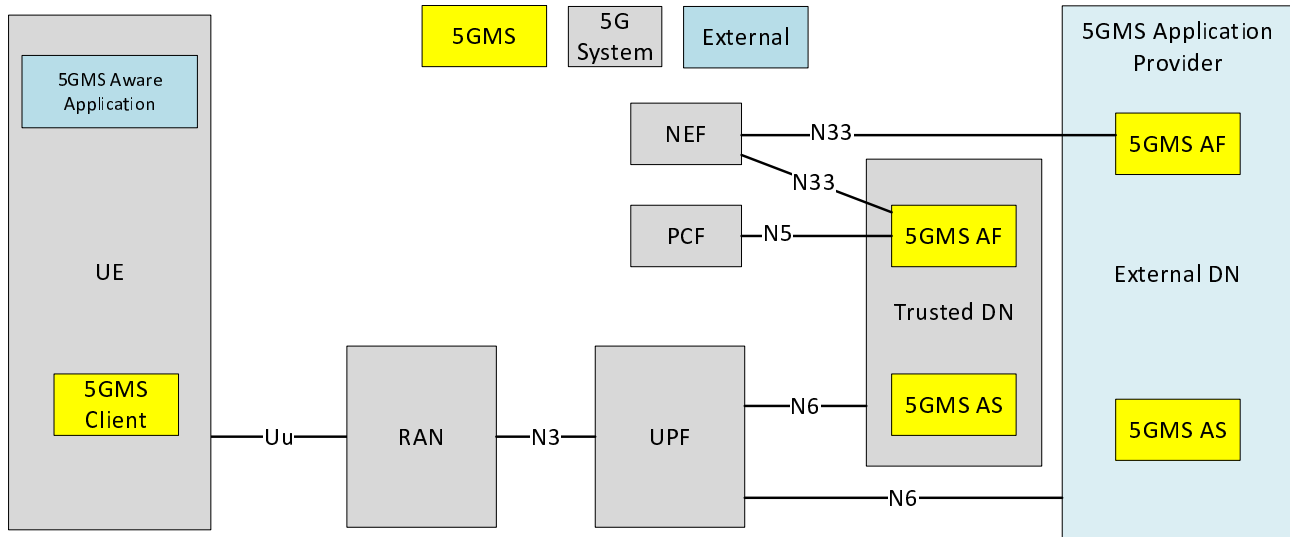 5GMS
5G
System
External
5GMS Application
Provider
5GMS Aware
Application
NEF
N33
5GMS AF
N33
PCF
N5
5GMS AF
UE
External DN
Trusted DN
5GMS
Client
Uu
RAN
N3
UPF
N6
5GMS AS
5GMS AS
N6